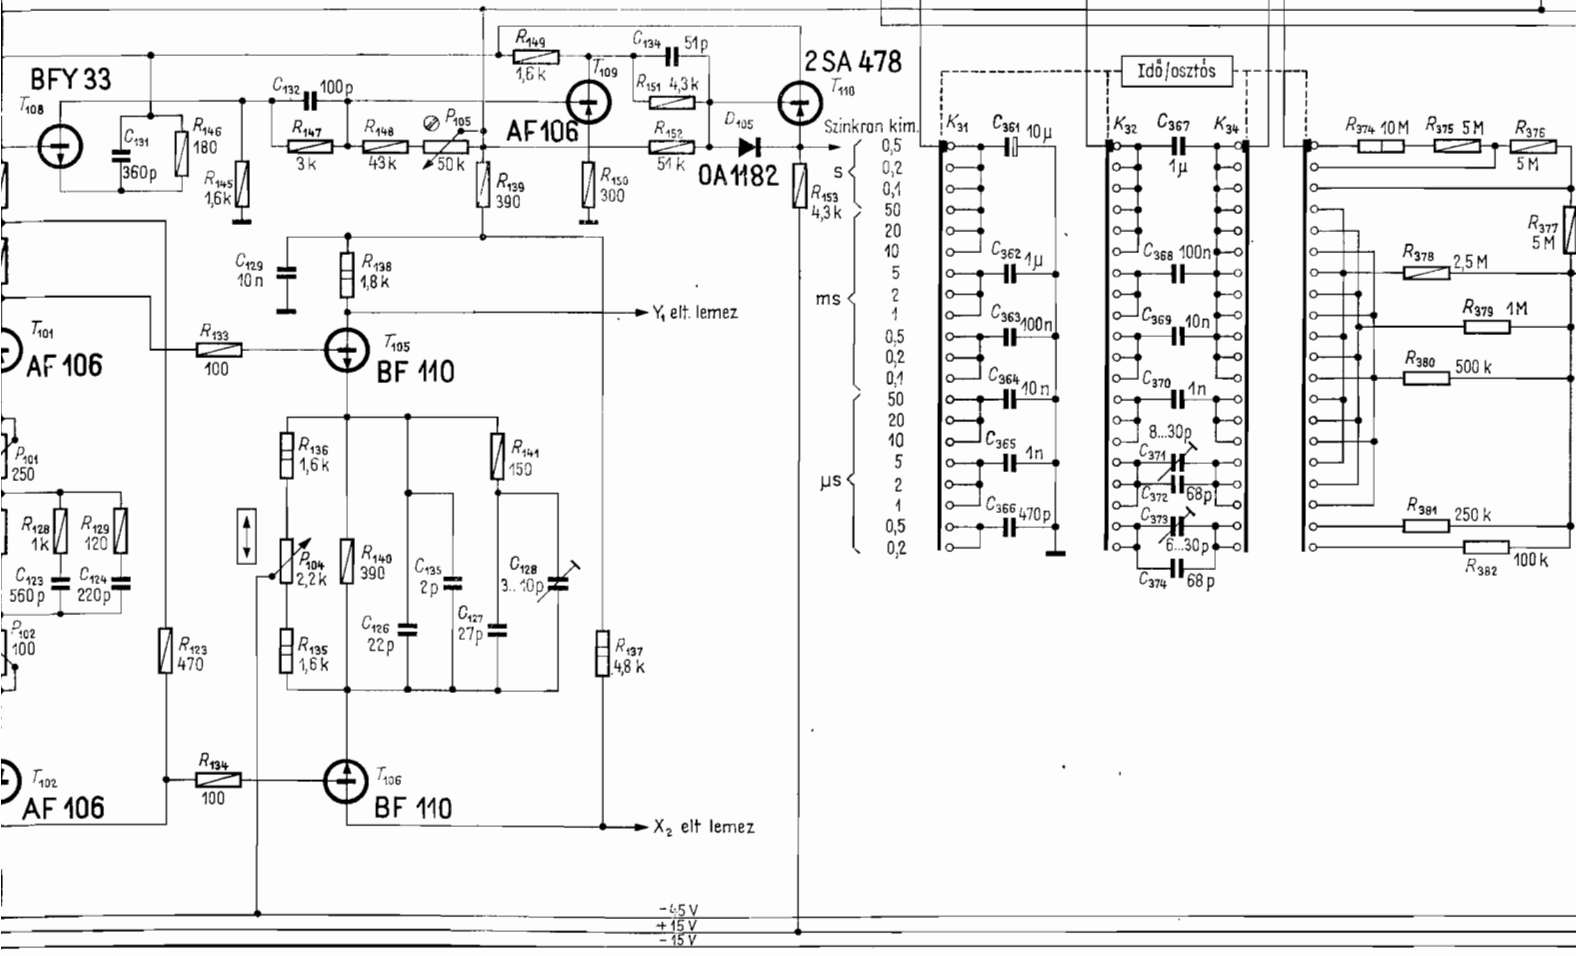 R149
1,6k
C134
51p
2SA 478
Idő/osztós
BFY 33
C132
100p
T109
R151 4,3k
T110
T108
R147
3k
R148
43k
P105
50k
AF106
R152
51k
D105
OA1182
Szinkron kim.
K31
C361 10µ
K32
C367
1µ
K34
R374 10M
R375 5M
R376
5M
C131
360p
R146
180
R145
1,6k
R139
390
R150
300
R153
4,3k
s
0,5
0,2
0,1
ms
50
20
10
5
2
1
0,5
0,2
0,1
µs
50
20
10
5
2
1
0,5
0,2
C362 1µ
C363 100n
C364
10n
C365
1n
C366 470p
C368 100n
C369 10n
C370 1n
8...30p
C371
C372 68p
C373
6...30p
C374 68p
R377
5M
R378
2,5M
R379 1M
R380
500k
R381
250k
R382
100k
C129
10n
R138
1,8k
Y1 elt. lemez
T101
AF 106
R133
100
T105
BF 110
P101
250
R136
1,6k
R141
150
R128
1k
R129
120
P104
2,2k
R140
390
C135
2p
C128
3...10p
C123
560p
C124
220p
C126
22p
C127
27p
P102
100
R123
470
R135
1,6k
R137
4,8k
T102
AF 106
R134
100
T106
BF 110
X2 elt lemez
-45V
+15V
-15V